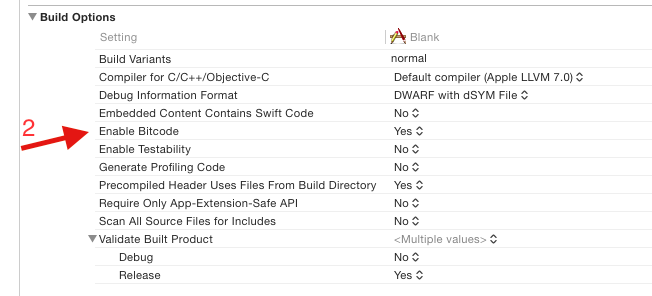 Build Options
Setting Blank
Build Variants normal
Compiler for C/C++/Objective-C Default compiler (Apple LLVM 7.0)
Debug Information Format DWARF with dSYM File
Embedded Content Contains Swift Code No
2 Enable Bitcode Yes
Enable Testability No
Generate Profiling Code No
Precompiled Header Uses Files From Build Directory Yes
Require Only App-Extension-Safe API No
Scan All Source Files for Includes No
Validate Built Product <Multiple values>
Debug No
Release Yes